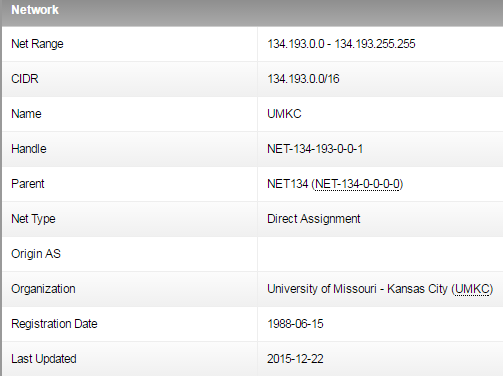 Network
Net Range 134.193.0.0 - 134.193.255.255
CIDR 134.193.0.0/16
Name UMKC
Handle NET-134-193-0-0-1
Parent NET134 (NET-134-0-0-0-0)
Net Type Direct Assignment
Origin AS
Organization University of Missouri - Kansas City (UMKC)
Registration Date 1988-06-15
Last Updated 2015-12-22